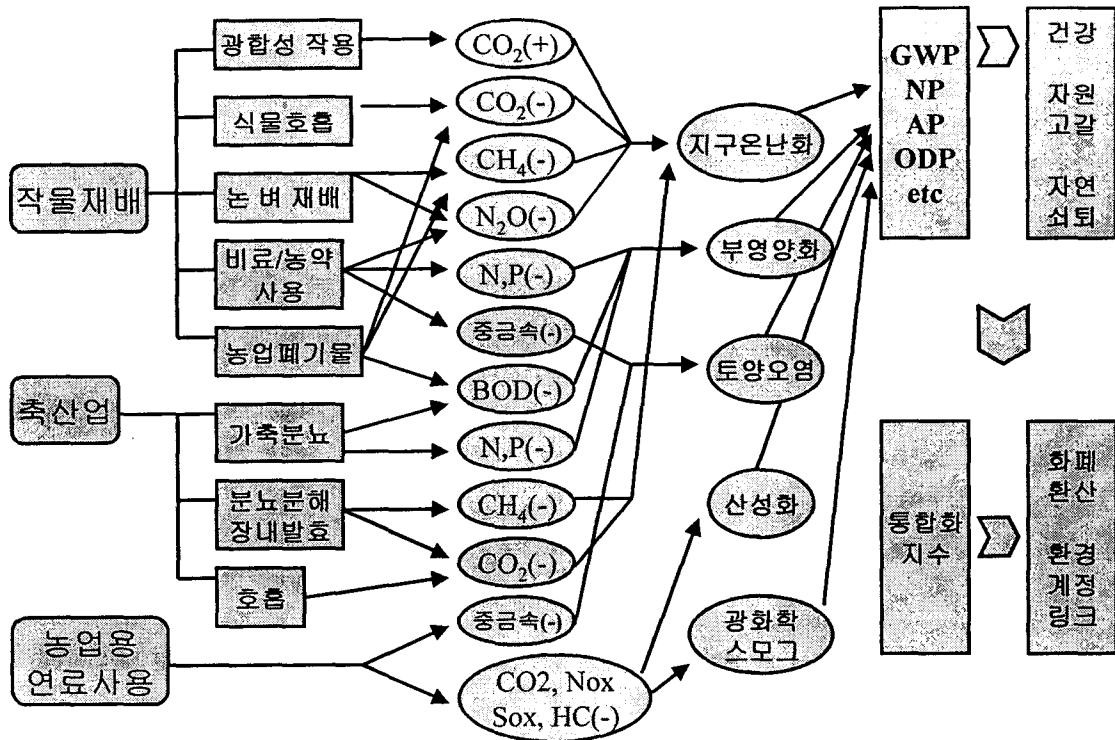 작물재배
축산업
농업용
연료사용
광합성 작용
식물호흡
논 벼 재배
비료/농약
사용
농업폐기물
가축분뇨
분뇨분해
장내발효
호흡
CO₂(+)
CO₂(-)
CH₄(-)
N₂O(-)
N,P(-)
중금속(-)
BOD(-)
N,P(-)
CH₄(-)
CO₂(-)
중금속(-)
CO2, Nox
Sox, HC(-)
지구온난화
부영양화
토양오염
산성화
광화학
스모그
GWP
NP
AP
ODP
etc
건강
자원
고갈
자연
쇠퇴
통합화
지수
화폐
환산
환경
계정
링크